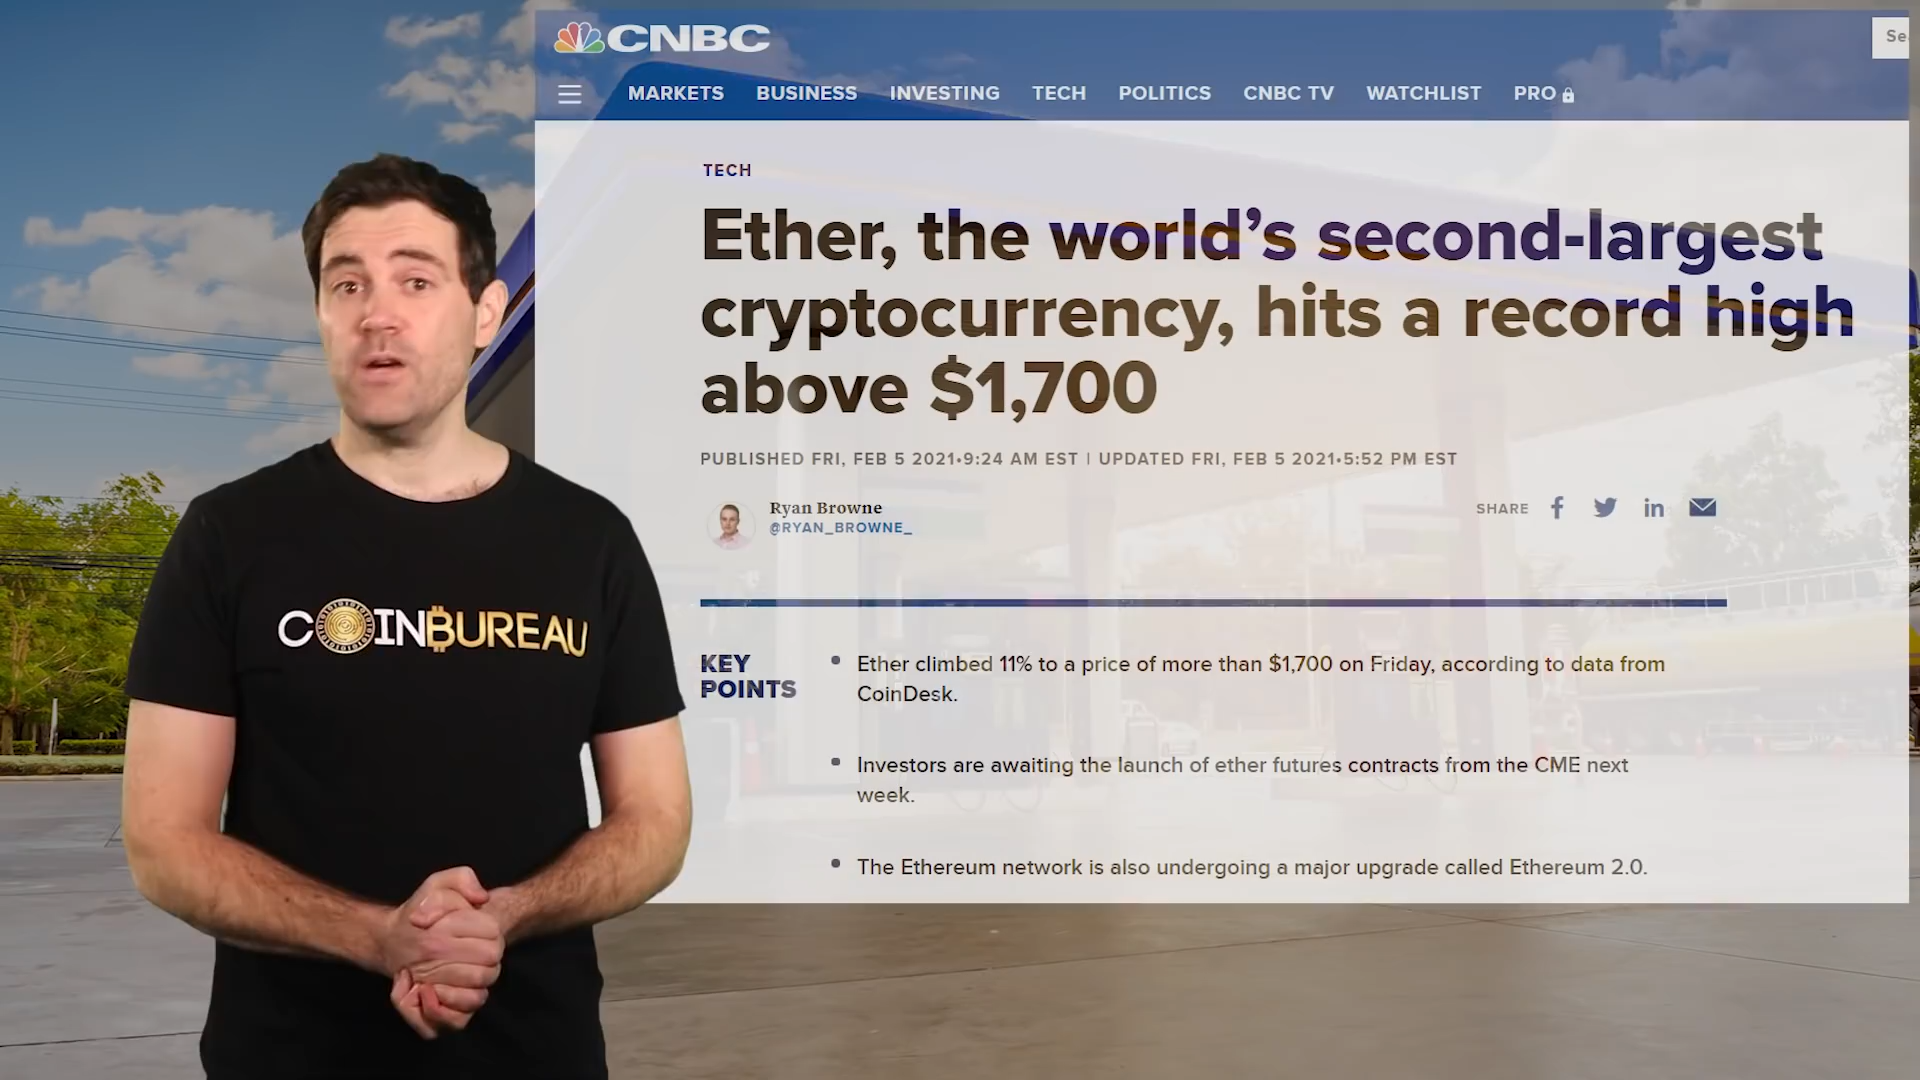 CNBC
Se
MARKETS BUSINESS INVESTING TECH POLITICS CNBC TV WATCHLIST PRO
TECH
Ether, the world's second-largest
cryptocurrency, hits a record high
above $1,700
PUBLISHED FRI, FEB 5 2021•9:24 AM EST | UPDATED FRI, FEB 5 2021•5:52 PM EST
Ryan Browne
@RYAN_BROWNE_
SHARE
KEY
POINTS
Ether climbed 11% to a price of more than $1,700 on Friday, according to data from
CoinDesk.
Investors are awaiting the launch of ether futures contracts from the CME next
week.
The Ethereum network is also undergoing a major upgrade called Ethereum 2.0.
COINBUREAU